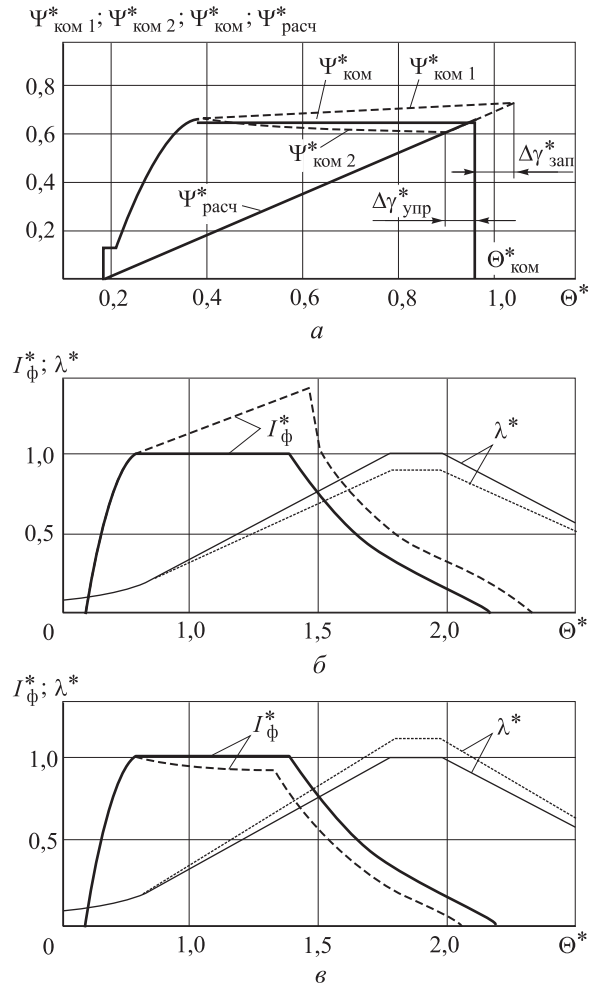 Ψ*ком 1; Ψ*ком 2; Ψ*ком; Ψ*расч
0,8
0,6
0,4
0,2
Ψ*ком
Ψ*ком 1
Ψ*ком 2
Ψ*расч
Δγ*зап
Δγ*упр
Θ*ком
0,2 0,4 0,6 0,8 1,0 Θ*
а
I*ф; λ*
1,0
0,5
I*ф
λ*
0 1,0 1,5 2,0 Θ*
б
I*ф; λ*
1,0
0,5
I*ф
λ*
0 1,0 1,5 2,0 Θ*
в